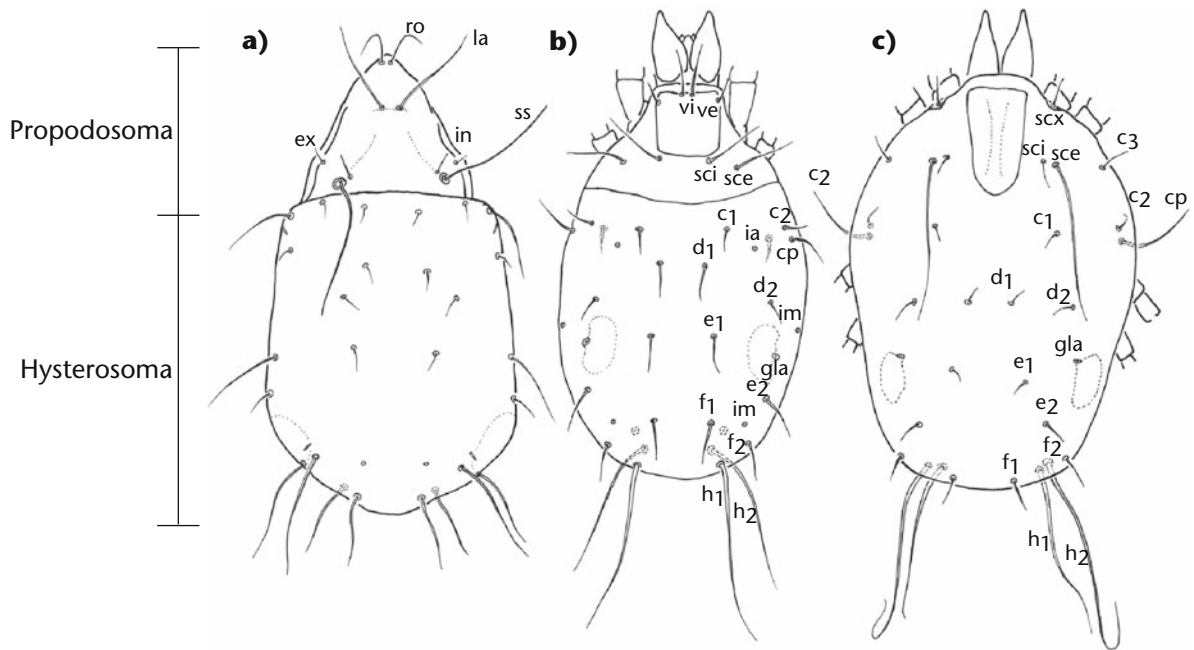 a)
ro
la
b)
c)
Propodosoma
ex
in
ss
vi ve
sci
sce
scx
sci sce
c3
c2
c2
cp
c1
c2
ia
cp
d1
d2
im
e1
gla
e2
f1
im
f2
h1
h2
c1
d1
d2
gla
e1
e2
f2
f1
h1
h2
Hysterosoma